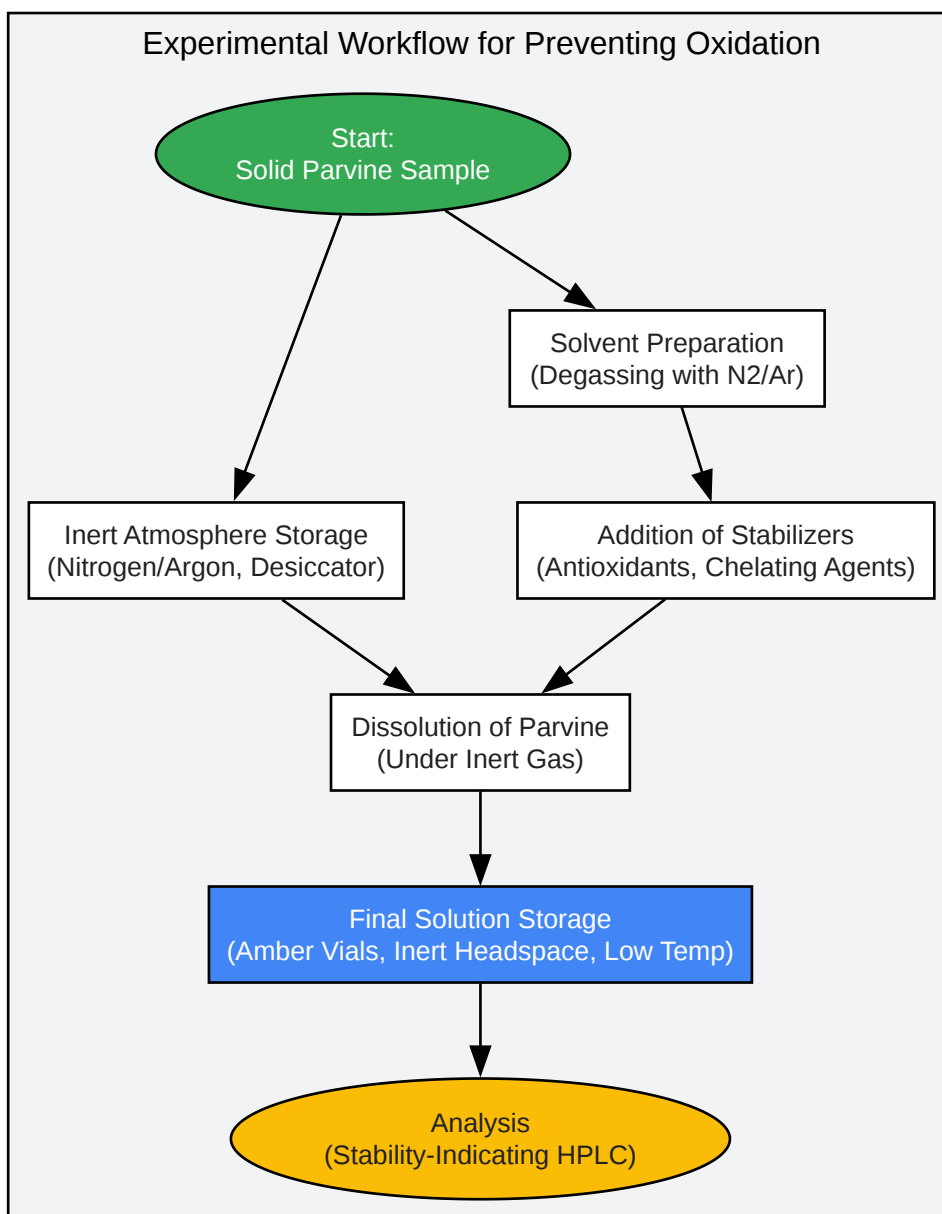 Experimental Workflow for Preventing Oxidation
Start:
Solid Parvine Sample
Solvent Preparation
(Degassing with N2/Ar)
Inert Atmosphere Storage
(Nitrogen/Argon, Desiccator)
Addition of Stabilizers
(Antioxidants, Chelating Agents)
Dissolution of Parvine
(Under Inert Gas)
Final Solution Storage
(Amber Vials, Inert Headspace, Low Temp)
Analysis
(Stability-Indicating HPLC)